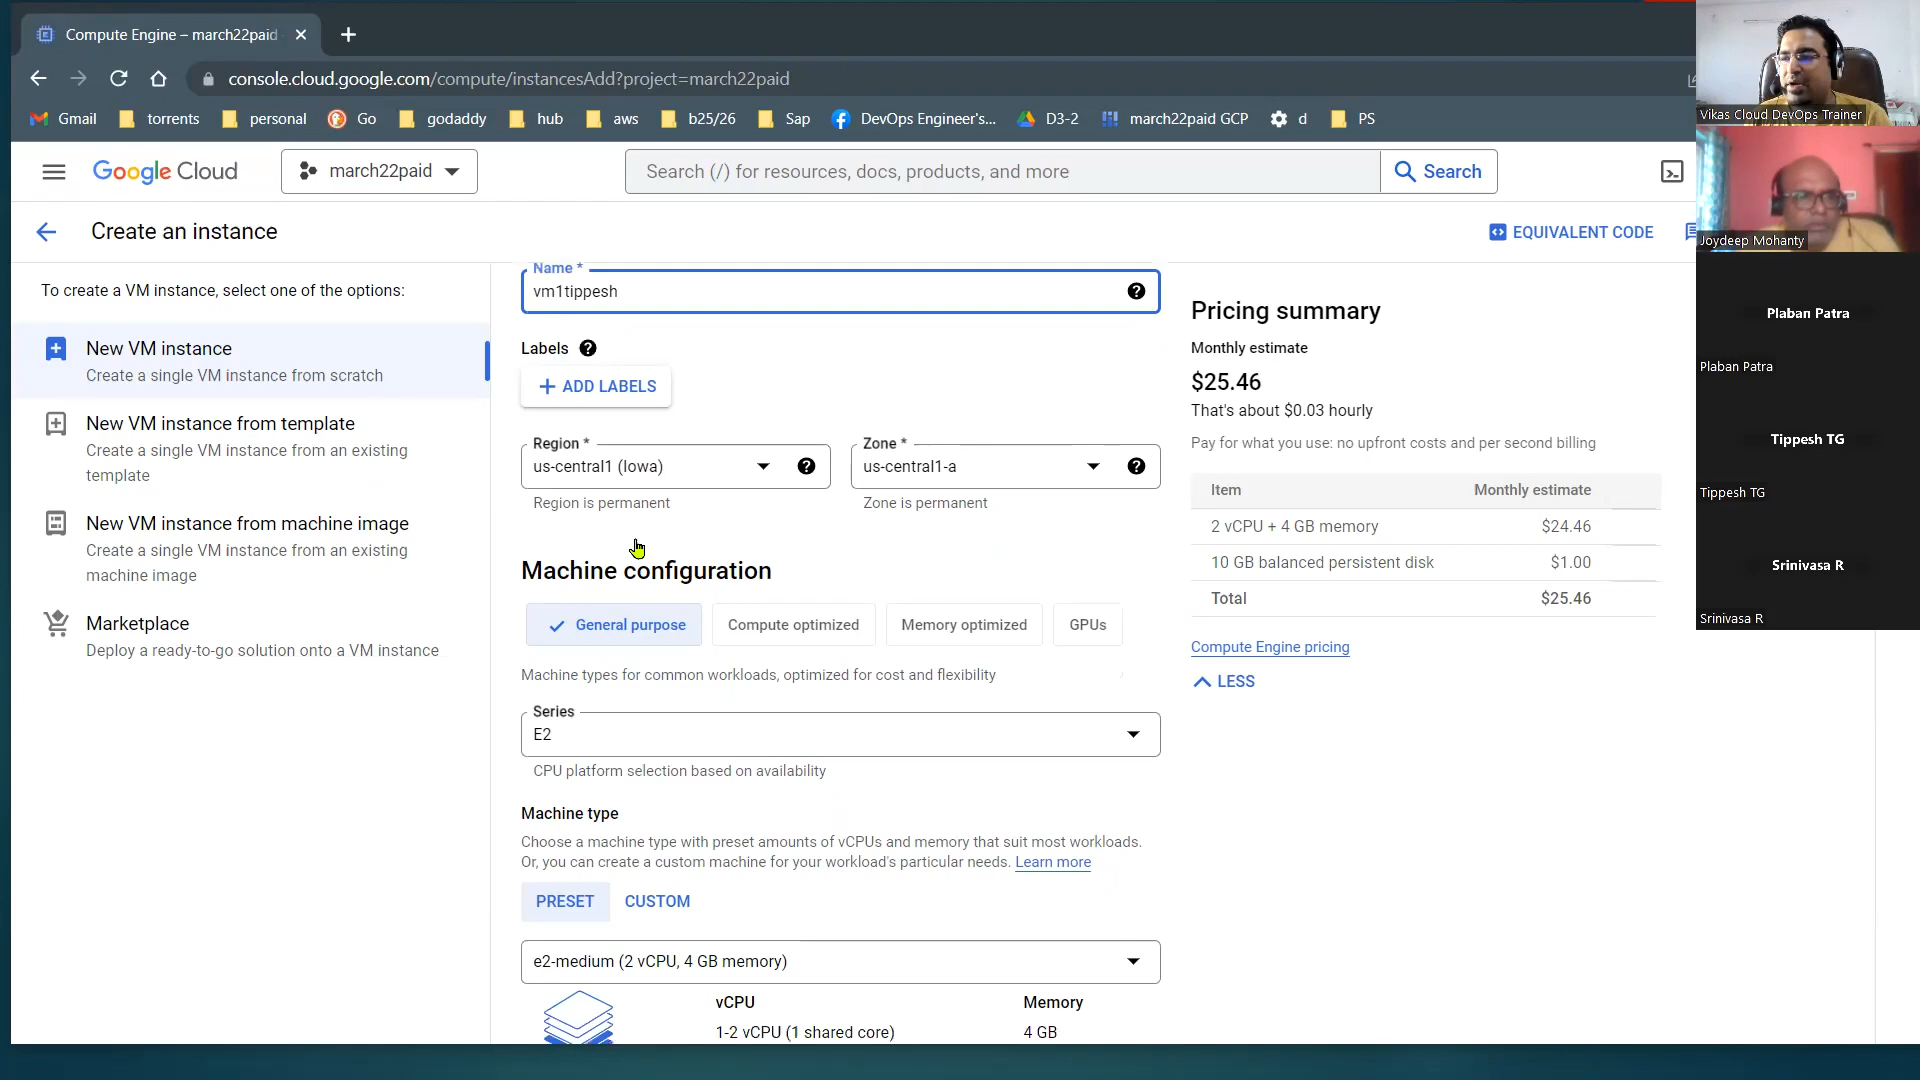 Compute Engine – march22paid
console.cloud.google.com/compute/instancesAdd?project=march22paid
Gmail torrents personal Go godaddy hub aws b25/26 Sap DevOps Engineer's... D3-2 march22paid GCP d PS
Google Cloud
march22paid
Search (/) for resources, docs, products, and more
Search
Create an instance
EQUIVALENT CODE
To create a VM instance, select one of the options:
New VM instance
Create a single VM instance from scratch
New VM instance from template
Create a single VM instance from an existing
template
New VM instance from machine image
Create a single VM instance from an existing
machine image
Marketplace
Deploy a ready-to-go solution onto a VM instance
Name *
vm1tippesh
Labels
ADD LABELS
Region *
us-central1 (Iowa)
Region is permanent
Zone *
us-central1-a
Zone is permanent
Machine configuration
General purpose
Compute optimized
Memory optimized
GPUs
Machine types for common workloads, optimized for cost and flexibility
Series
E2
CPU platform selection based on availability
Machine type
Choose a machine type with preset amounts of vCPUs and memory that suit most workloads.
Or, you can create a custom machine for your workload's particular needs. Learn more
PRESET
CUSTOM
e2-medium (2 vCPU, 4 GB memory)
vCPU
1-2 vCPU (1 shared core)
Memory
4 GB
Pricing summary
Monthly estimate
$25.46
That's about $0.03 hourly
Pay for what you use: no upfront costs and per second billing
Item Monthly estimate
2 vCPU + 4 GB memory $24.46
10 GB balanced persistent disk $1.00
Total $25.46
Compute Engine pricing
LESS
Vikas Cloud DevOps Trainer
Joydeep Mohanty
Plaban Patra
Plaban Patra
Tippesh TG
Tippesh TG
Srinivasa R
Srinivasa R